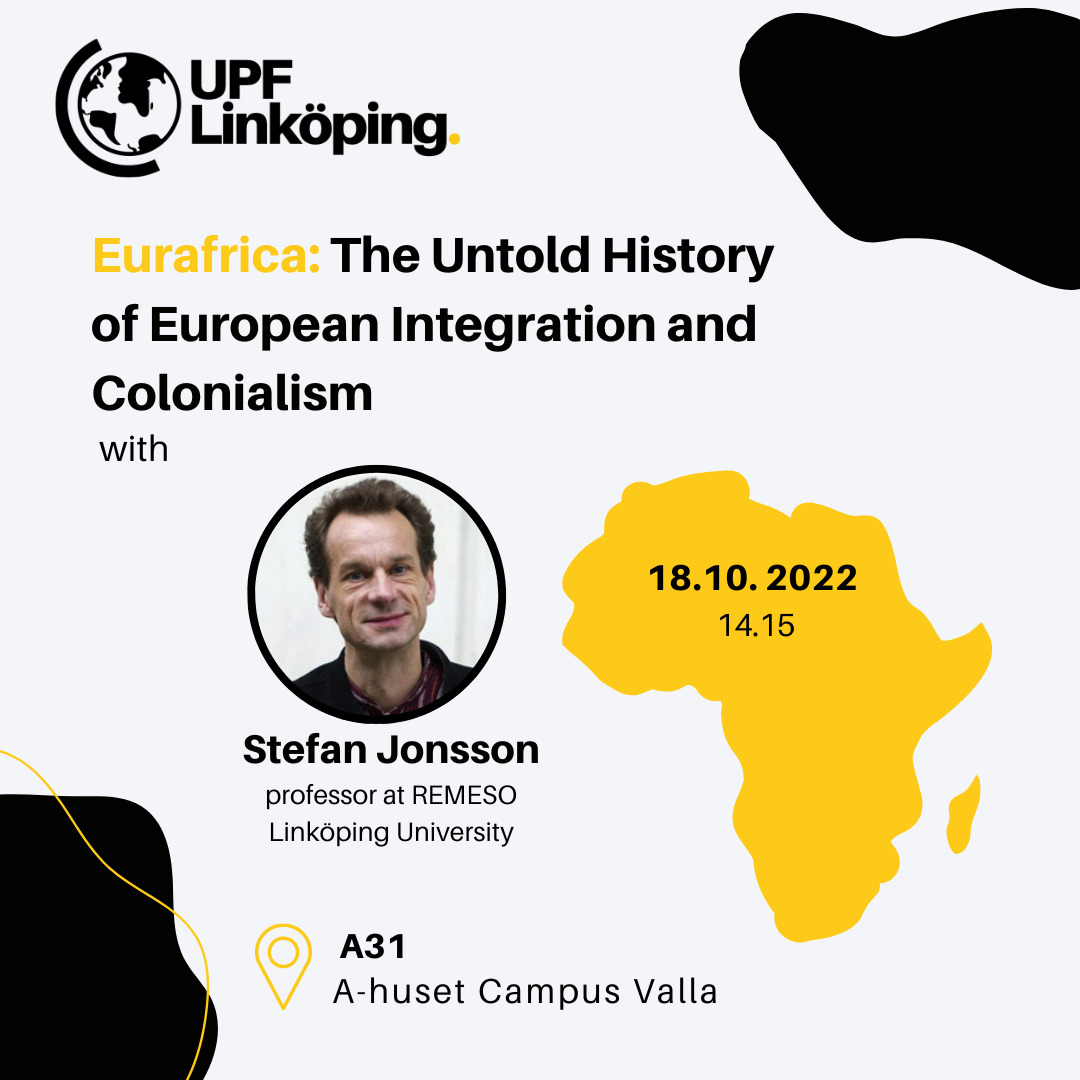 UPF
Linköping.
Eurafrica: The Untold History
of European Integration and
Colonialism
with
18.10. 2022
14.15
Stefan Jonsson
professor at REMESO
Linköping University
A31
A-huset Campus Valla